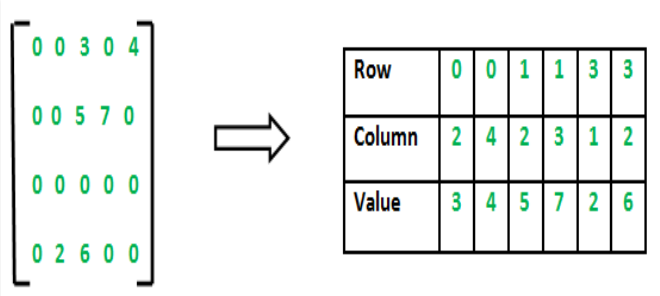 0 0 3 0 4
0 0 5 7 0
0 0 0 0 0
0 2 6 0 0
Row 0 0 1 1 3 3
Column 2 4 2 3 1 2
Value 3 4 5 7 2 6